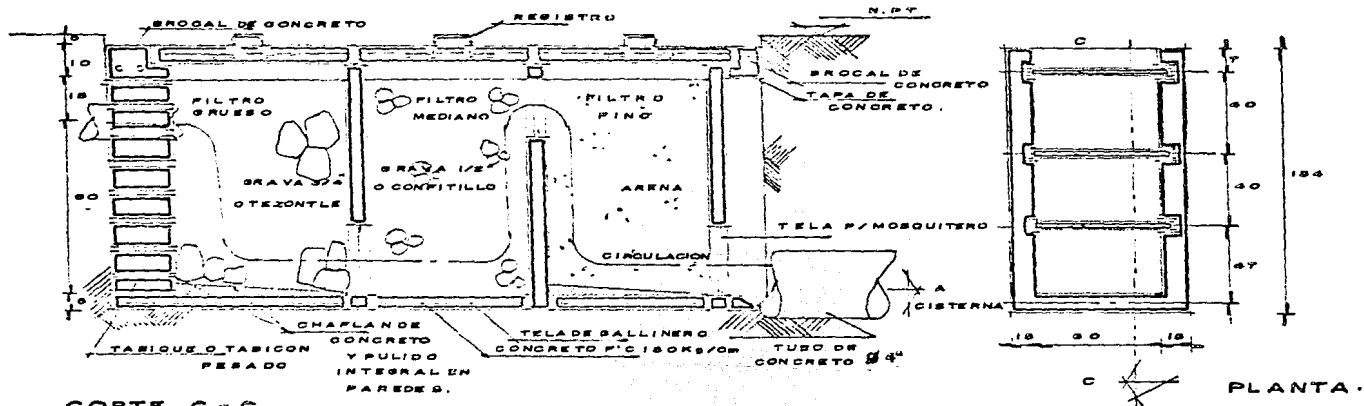 BROCAL DE CONCRETO
REGISTRO
N.P.T
10
15
FILTRO
GRUESO
FILTRO
MEDIANO
FILTRO
FINO
BROCAL DE
CONCRETO
TAPA DE
CONCRETO.
GRAVA 3/4"
O TEZONTLE
GRAVA 1/2"
O CONFITILLO
ARENA
TELA P/MOSQUITERO
CIRCULACION
A
CISTERNA
TABIQUE O TABICON
PESADO
CHAFLAN DE
CONCRETO
Y PULIDO
INTEGRAL EN
PAREDES.
TELA DE GALLINERO
CONCRETO F'C 150 Kg/Cm
TUBO DE
CONCRETO Ø 4"
CORTE C-C
C
7
40
40
47
134
15
60
15
C
PLANTA.